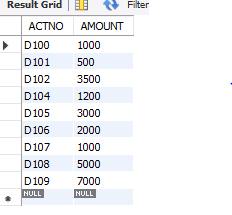 Result Grid Filter
ACTNO AMOUNT
D100 1000
D101 500
D102 3500
D104 1200
D105 3000
D106 2000
D107 1000
D108 5000
D109 7000
NULL NULL